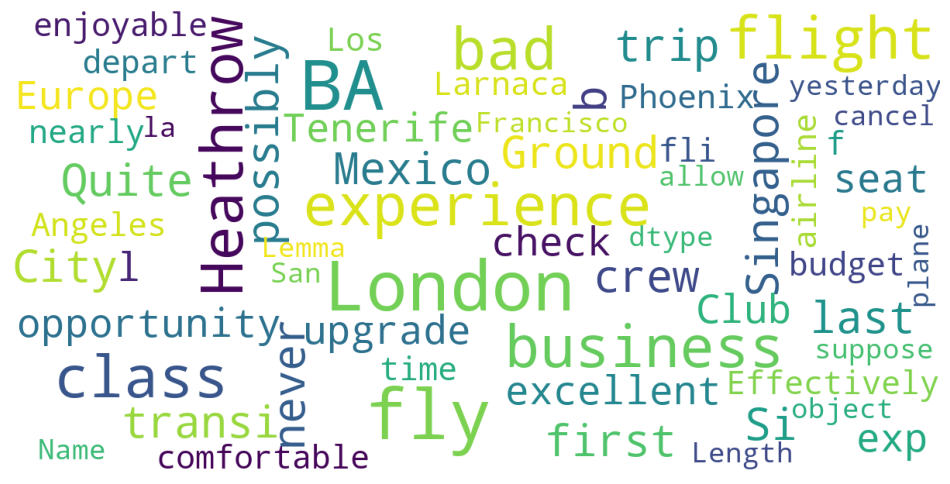 enjoyable
depart
Europe
nearly
la
Quite
Angeles
City
l
Heathrow
possibly
Los
BA
bad
trip
flight
Larnaca
b
Phoenix
Singapore
yesterday
cancel
Tenerife
Francisco
Mexico
Ground
fli
allow
airline
f
seat
pay
experience
check
dtype
Lemma
San
London
crew
budget
plane
opportunity
upgrade
never
Club
last
business
suppose
class
time
excellent
Effectively
transi
fly
first
Si
object
exp
Name
comfortable
Length